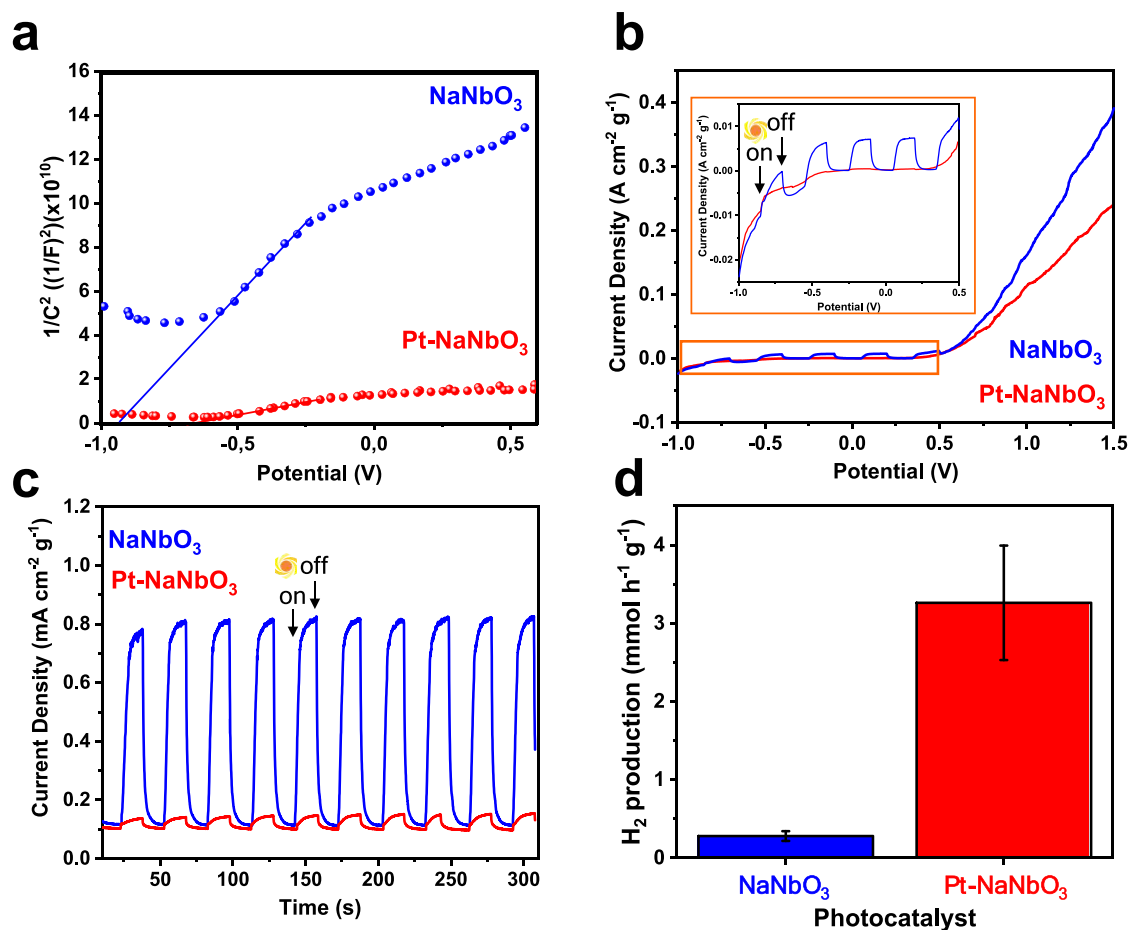 a
16
14
12
10
8
6
4
2
0
-1,0
-0,5
0,0
0,5
1/C² ((1/F)²)(x10¹⁰)
Potential (V)
NaNbO₃
Pt-NaNbO₃
b
0.4
0.3
0.2
0.1
0.0
-0.1
-1.0
-0.5
0.0
0.5
1.0
1.5
Current Density (A cm⁻² g⁻¹)
Potential (V)
NaNbO₃
Pt-NaNbO₃
off
on
0.01
0.00
-0.01
-0.02
-1.0
-0.5
0.0
0.5
Current Density (A cm⁻² g⁻¹)
Potential (V)
c
1.2
1.0
0.8
0.6
0.4
0.2
0.0
50
100
150
200
250
300
Current Density (mA cm⁻² g⁻¹)
Time (s)
NaNbO₃
Pt-NaNbO₃
off
on
d
4
3
2
1
0
H₂ production (mmol h⁻¹ g⁻¹)
NaNbO₃
Pt-NaNbO₃
Photocatalyst